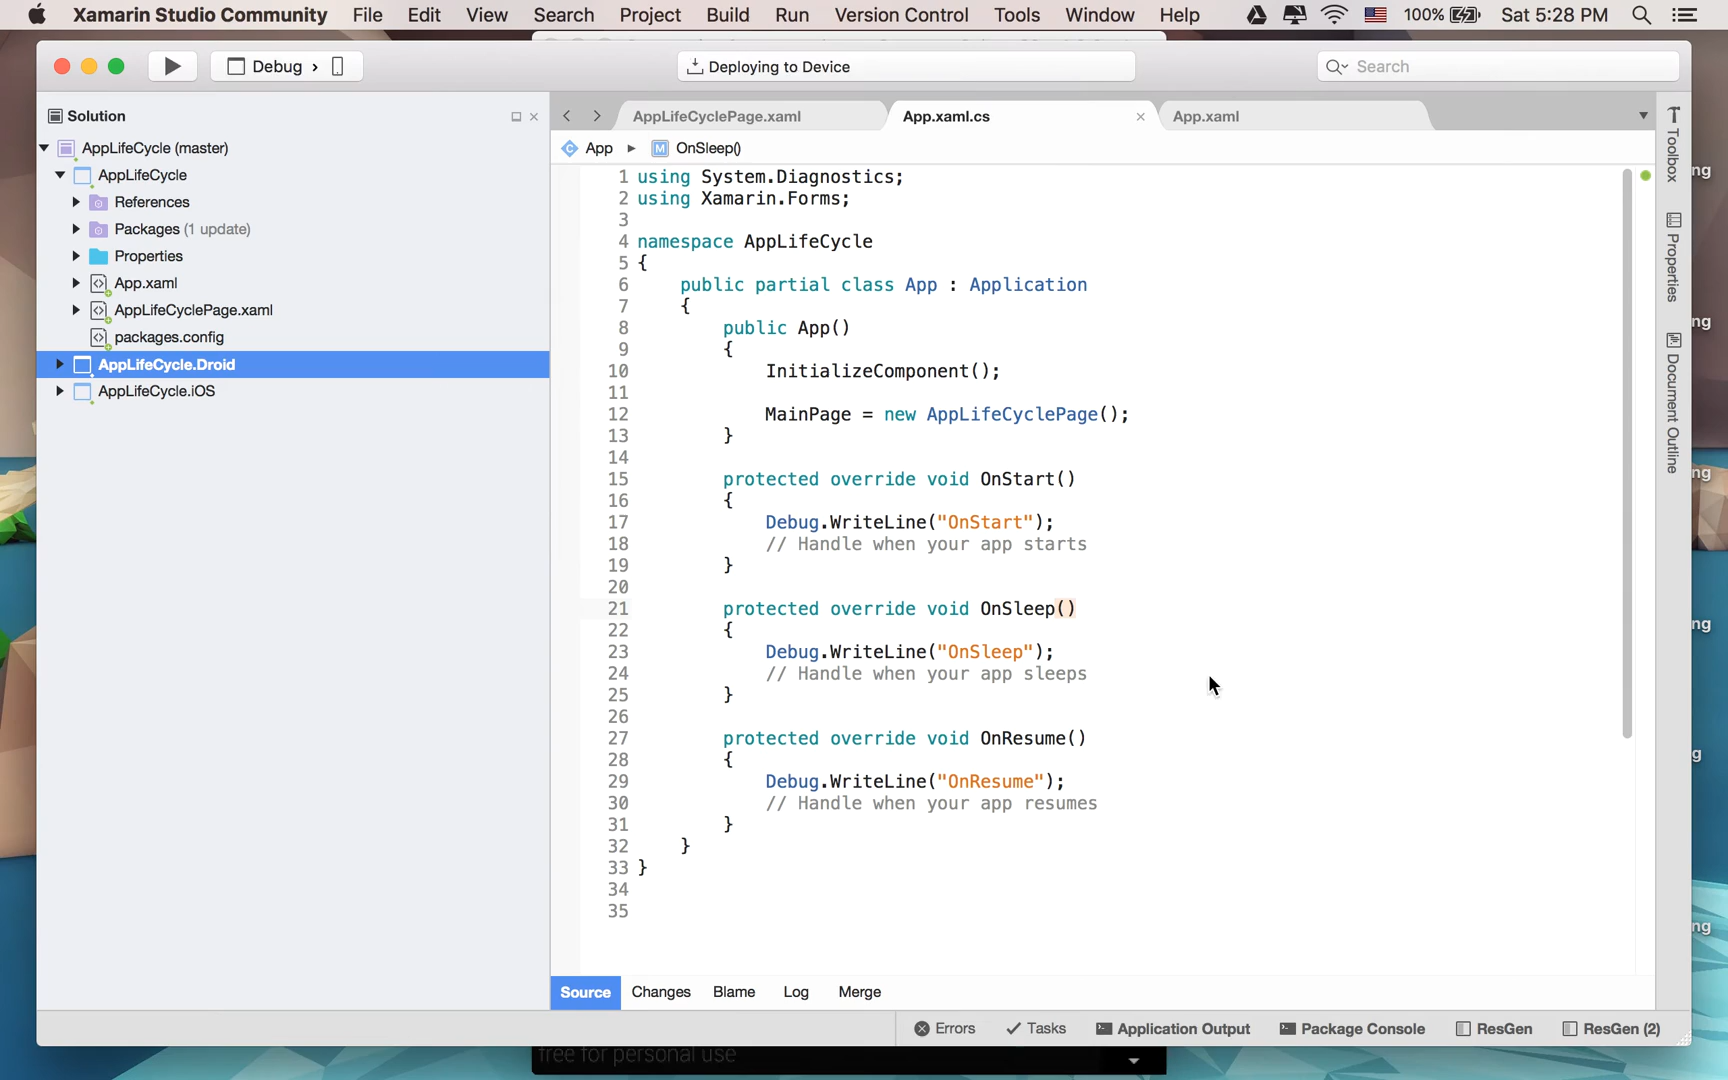 Xamarin Studio Community File Edit View Search Project Build Run Version Control Tools Window Help 100% Sat 5:28 PM
Debug › Deploying to Device Search
Solution
AppLifeCycle (master)
AppLifeCycle
References
Packages (1 update)
Properties
App.xaml
AppLifeCyclePage.xaml
packages.config
AppLifeCycle.Droid
AppLifeCycle.iOS
AppLifeCyclePage.xaml App.xaml.cs App.xaml
App M OnSleep()
1 using System.Diagnostics;
2 using Xamarin.Forms;
3
4 namespace AppLifeCycle
5 {
6 public partial class App : Application
7 {
8 public App()
9 {
10 InitializeComponent();
11
12 MainPage = new AppLifeCyclePage();
13 }
14
15 protected override void OnStart()
16 {
17 Debug.WriteLine("OnStart");
18 // Handle when your app starts
19 }
20
21 protected override void OnSleep()
22 {
23 Debug.WriteLine("OnSleep");
24 // Handle when your app sleeps
25 }
26
27 protected override void OnResume()
28 {
29 Debug.WriteLine("OnResume");
30 // Handle when your app resumes
31 }
32 }
33 }
34
35
Source Changes Blame Log Merge
Errors Tasks Application Output Package Console ResGen ResGen (2)
Toolbox
Properties
Document Outline
ng
ng
ng
ng
g
ng
free for personal use